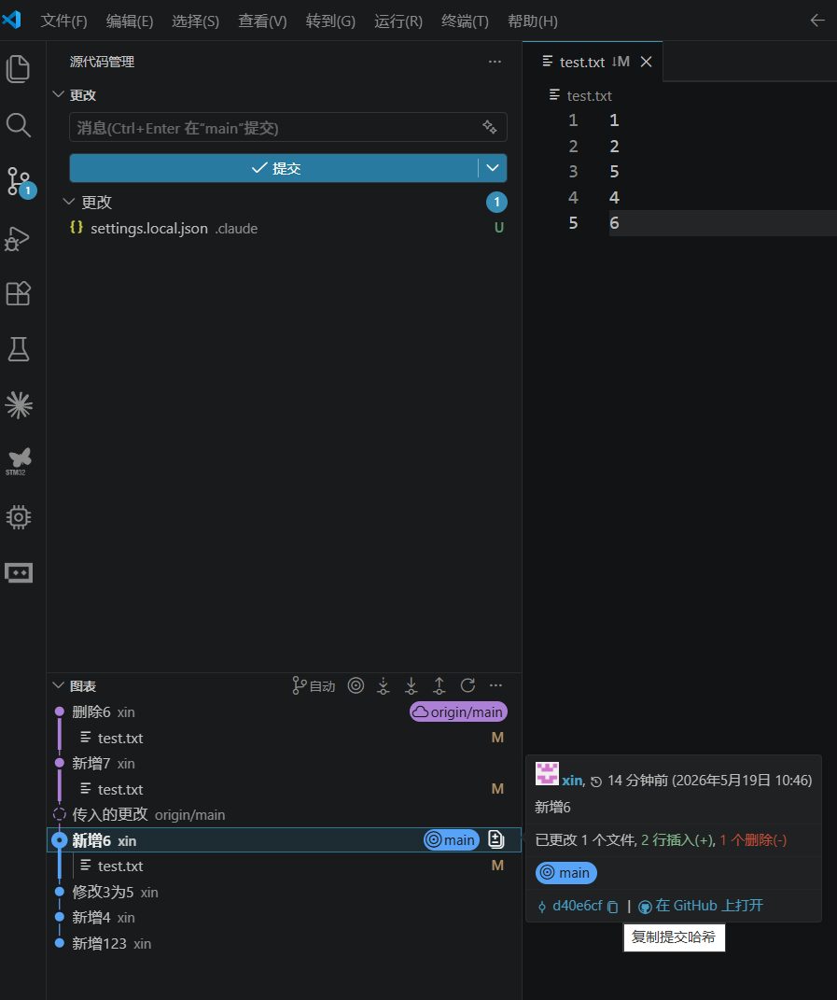 文件(F) 编辑(E) 选择(S) 查看(V) 转到(G) 运行(R) 终端(T) 帮助(H)
源代码管理
更改
消息(Ctrl+Enter 在"main"提交)
提交
更改 1
settings.local.json .claude U
1
STM32
test.txt ↓M
test.txt
1 1
2 2
3 5
4 4
5 6
图表 自动
删除6 xin origin/main
test.txt M
新增7 xin
test.txt M
传入的更改 origin/main
新增6 xin main
test.txt M
修改3为5 xin
新增4 xin
新增123 xin
xin, 14 分钟前 (2026年5月19日 10:46)
新增6
已更改 1 个文件, 2 行插入(+), 1 个删除(-)
main
d40e6cf | 在 GitHub 上打开
复制提交哈希